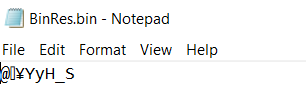 BinRes.bin - Notepad
File Edit Format View Help
@▯¥YyH_S